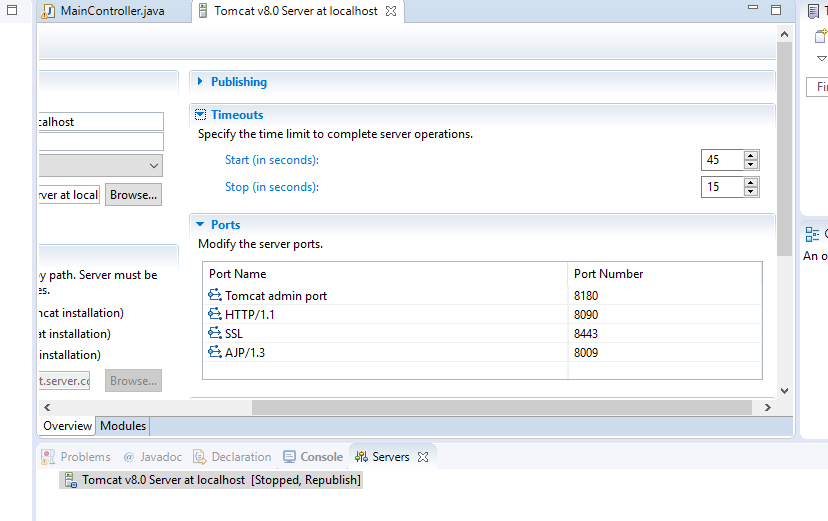 MainController.java
Tomcat v8.0 Server at localhost
Publishing
Timeouts
calhost
Specify the time limit to complete server operations.
Start (in seconds):
45
Stop (in seconds):
15
rver at local
Browse...
Ports
Modify the server ports.
y path. Server must be
es.
Port Name
Port Number
Tomcat admin port
8180
ncat installation)
HTTP/1.1
8090
at installation)
SSL
8443
installation)
AJP/1.3
8009
t.server.co
Browse...
Overview
Modules
Problems
@ Javadoc
Declaration
Console
Servers
Tomcat v8.0 Server at localhost [Stopped, Republish]
Fi
An o